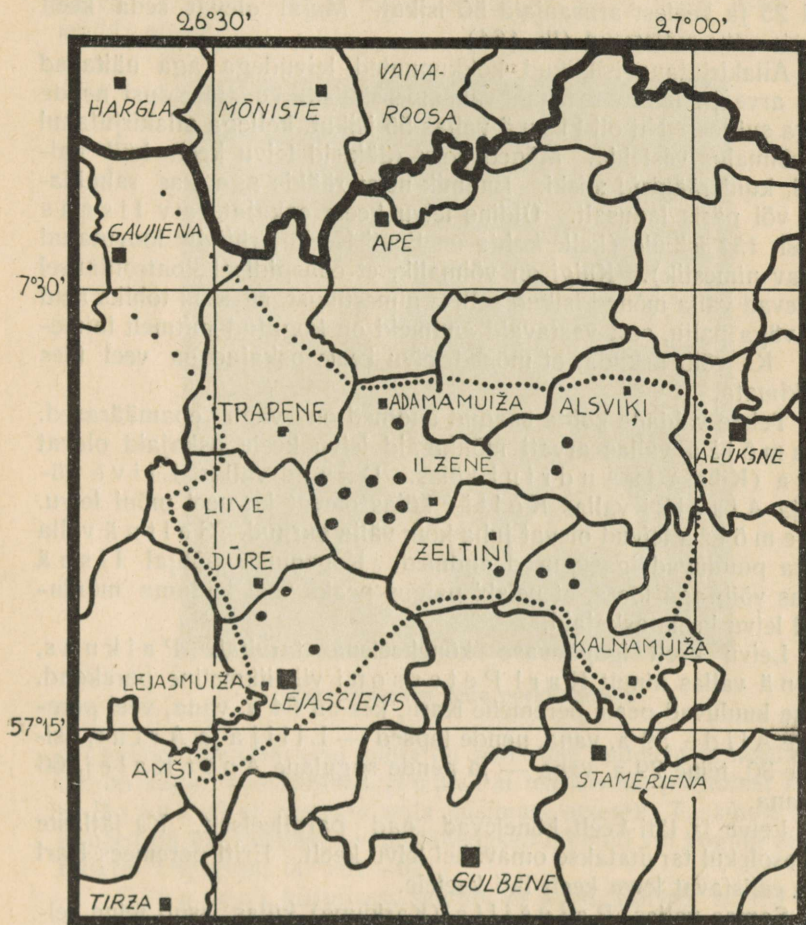 26°30'
27°00'
HARGLA
MÕNISTE
VANA-
ROOSA
GAUJIENA
APE
7°30'
TRAPENE
ADAMAMUIŽA
ALSVIĶI
ALŪKSNE
ILZENE
LIIVE
ZELTIŅI
DŪRE
KALNAMUIŽA
LEJASMUIŽA
LEJASCIEMS
57°15'
AMŠI
STAMERIENA
GULBENE
TIRZA